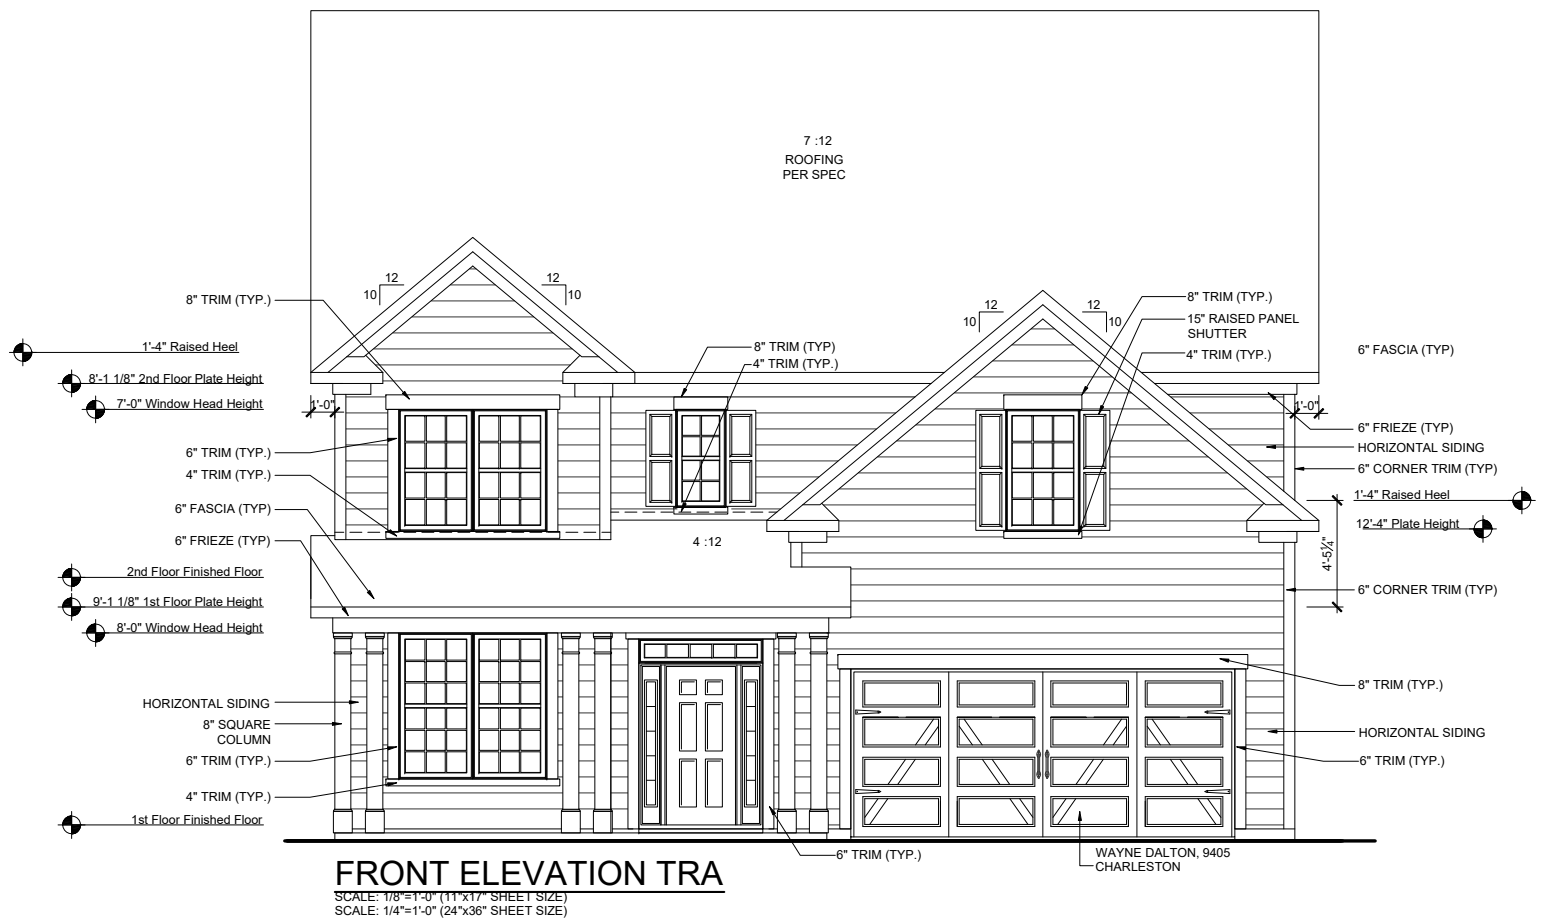 7 :12
ROOFING
PER SPEC
12
10
12
10
12
10
12
10
8" TRIM (TYP.)
1'-4" Raised Heel
8'-1 1/8" 2nd Floor Plate Height
7'-0" Window Head Height
1'-0"
6" TRIM (TYP.)
4" TRIM (TYP.)
6" FASCIA (TYP)
6" FRIEZE (TYP)
2nd Floor Finished Floor
9'-1 1/8" 1st Floor Plate Height
8'-0" Window Head Height
HORIZONTAL SIDING
8" SQUARE
COLUMN
6" TRIM (TYP.)
4" TRIM (TYP.)
1st Floor Finished Floor
8" TRIM (TYP)
4" TRIM (TYP.)
4 :12
8" TRIM (TYP.)
15" RAISED PANEL
SHUTTER
4" TRIM (TYP.)
6" FASCIA (TYP)
1'-0"
6" FRIEZE (TYP)
HORIZONTAL SIDING
6" CORNER TRIM (TYP)
1'-4" Raised Heel
12'-4" Plate Height
4'-5¼"
6" CORNER TRIM (TYP)
8" TRIM (TYP.)
HORIZONTAL SIDING
6" TRIM (TYP.)
6" TRIM (TYP.)
WAYNE DALTON, 9405
CHARLESTON
FRONT ELEVATION TRA
SCALE: 1/8"=1'-0" (11"x17" SHEET SIZE)
SCALE: 1/4"=1'-0" (24"x36" SHEET SIZE)